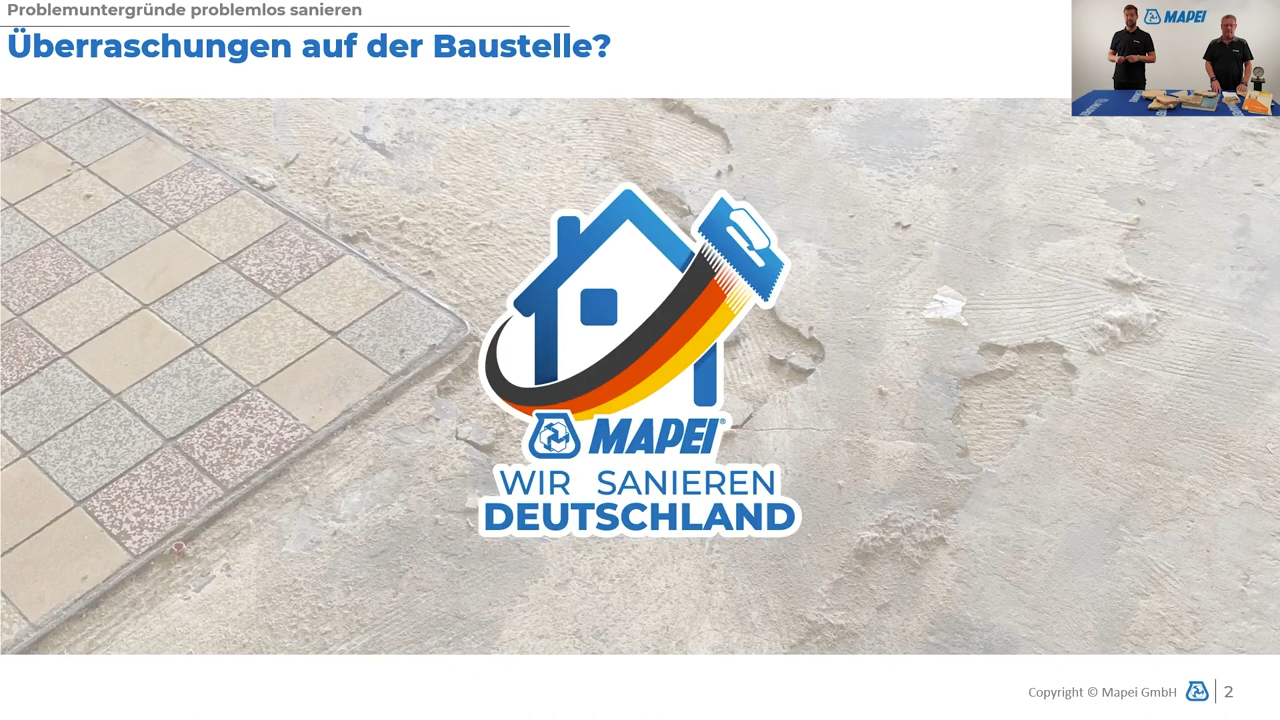 Problemuntergründe problemlos sanieren
Überraschungen auf der Baustelle?
MAPEI
MAPEI®
WIR SANIEREN
DEUTSCHLAND
Copyright © Mapei GmbH
2